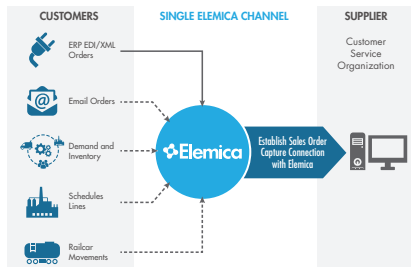 CUSTOMERS
SINGLE ELEMICA CHANNEL
SUPPLIER
ERP EDI/XML
Orders
Email Orders
Demand and
Inventory
Schedules
Lines
Railcar
Movements
Elemica
Establish Sales Order
Capture Connection
with Elemica
Customer
Service
Organization